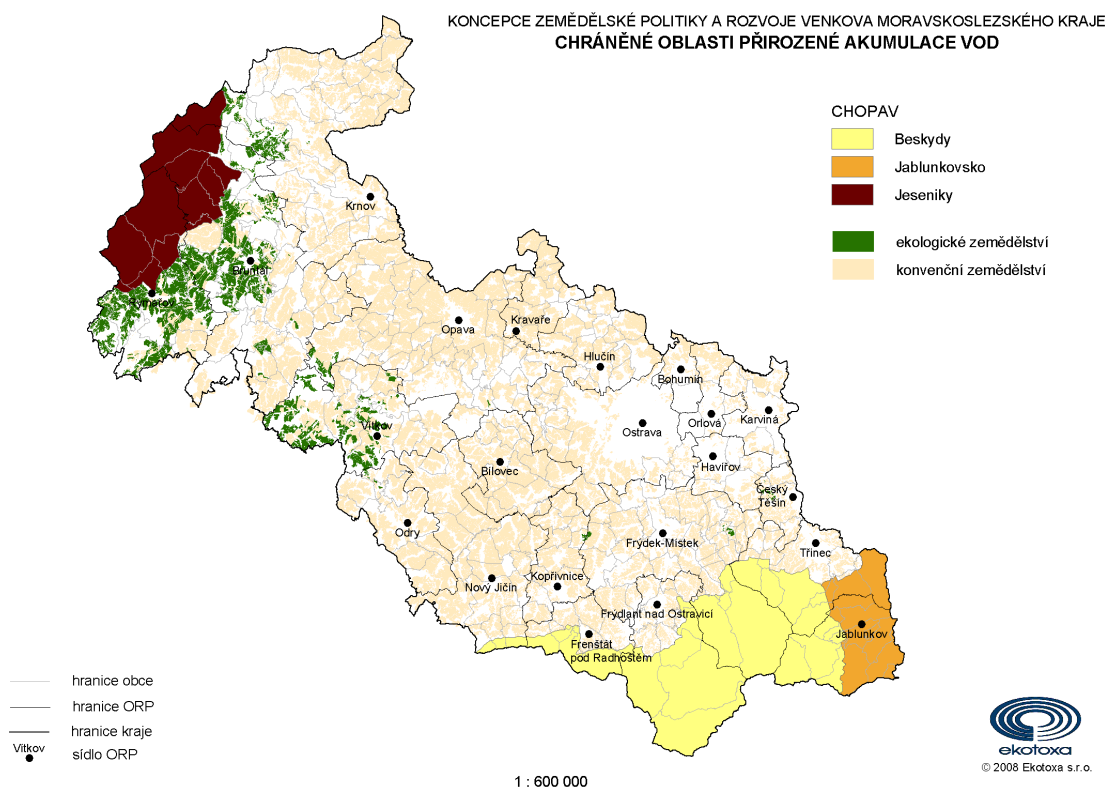 KONCEPCE ZEMĚDĚLSKÉ POLITIKY A ROZVOJE VENKOVA MORAVSKOSLEZSKÉHO KRAJE
CHRÁNĚNÉ OBLASTI PŘIROZENÉ AKUMULACE VOD
CHOPAV
Beskydy
Jablunkovsko
Jeseniky
ekologické zemědělství
konvenční zemědělství
Krnov
Bruntál
Rýmařov
Opava
Kravaře
Hlučín
Bohumín
Orlová
Karviná
Ostrava
Vítkov
Bílovec
Havířov
Český
Těšín
Odry
Frýdek-Místek
Třinec
Nový Jičín
Kopřivnice
Frýdlant nad Ostravicí
Jablunkov
Frenštát
pod Radhoštěm
hranice obce
hranice ORP
hranice kraje
Vítkov
sídlo ORP
ekotoxa
© 2008 Ekotoxa s.r.o.
1 : 600 000